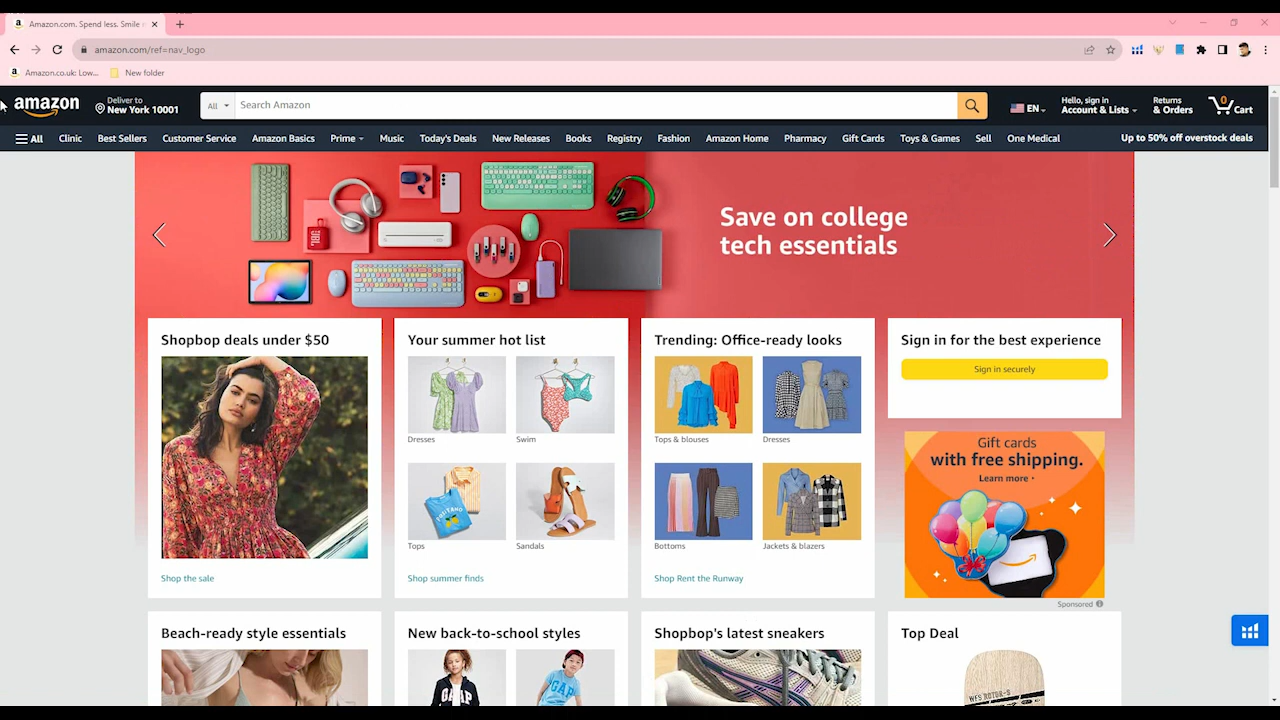 Amazon.com. Spend less. Smile
amazon.com/ref=nav_logo
Amazon.co.uk: Low...
New folder
amazon
Deliver to
New York 10001
All
Search Amazon
EN
Hello, sign in
Account & Lists
Returns
& Orders
0
Cart
All
Clinic
Best Sellers
Customer Service
Amazon Basics
Prime
Music
Today's Deals
New Releases
Books
Registry
Fashion
Amazon Home
Pharmacy
Gift Cards
Toys & Games
Sell
One Medical
Up to 50% off overstock deals
JBL
Save on college
tech essentials
Shopbop deals under $50
Shop the sale
Your summer hot list
Dresses
Swim
Tops
Sandals
Shop summer finds
Trending: Office-ready looks
Tops & blouses
Dresses
Bottoms
Jackets & blazers
Shop Rent the Runway
Sign in for the best experience
Sign in securely
Gift cards
with free shipping.
Learn more
Sponsored
Beach-ready style essentials
New back-to-school styles
GAP
GAP
Shopbop's latest sneakers
Top Deal